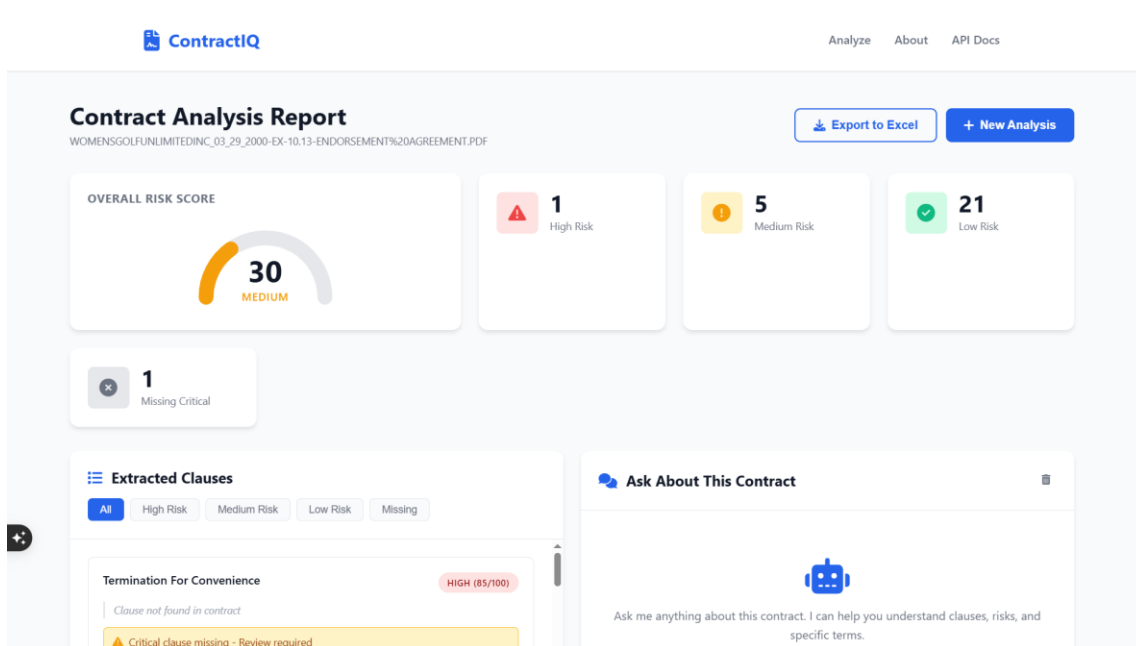 ContractIQ
Analyze About API Docs
Contract Analysis Report
WOMENSGOLFUNLIMITEDINC_03_29_2000-EX-10.13-ENDORSEMENT%20AGREEMENT.PDF
Export to Excel
+ New Analysis
OVERALL RISK SCORE
30
MEDIUM
1
High Risk
5
Medium Risk
21
Low Risk
1
Missing Critical
Extracted Clauses
All High Risk Medium Risk Low Risk Missing
Termination For Convenience
HIGH (85/100)
Clause not found in contract
Critical clause missing - Review required
Ask About This Contract
Ask me anything about this contract. I can help you understand clauses, risks, and
specific terms.